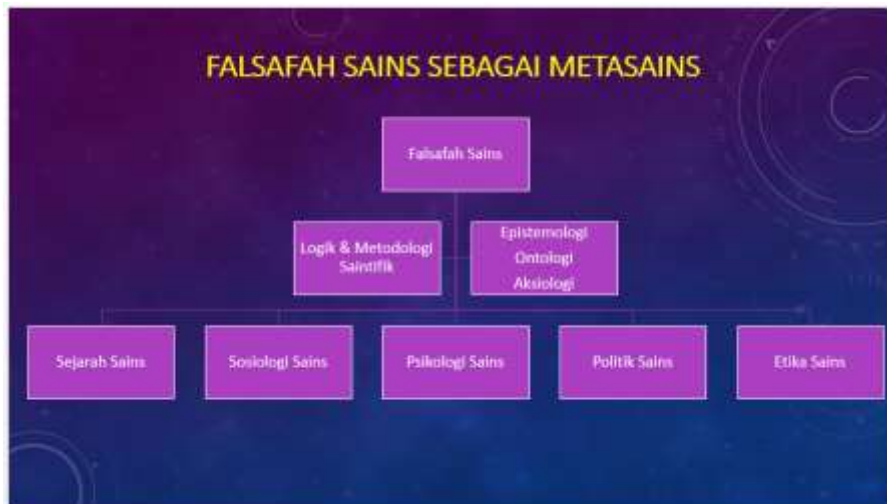 FALSAFAH SAINS SEBAGAI METASAINS
Falsafah Sains
Logik & Metodologi
Saintifik
Epistemologi
Ontologi
Aksiologi
Sejarah Sains
Sosiologi Sains
Psikologi Sains
Politik Sains
Etika Sains